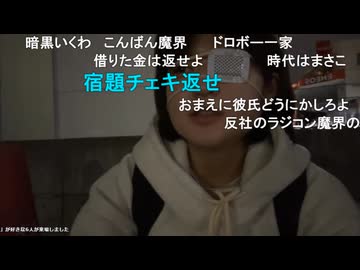 暗黒いくわ　こんばん魔界　ドロボー一家
借りた金は返せよ　時代はまさこ
宿題チェキ返せ
おまえに彼氏どうにかしろよ
反社のラジコン魔界の
」が好きな6人が来場しました